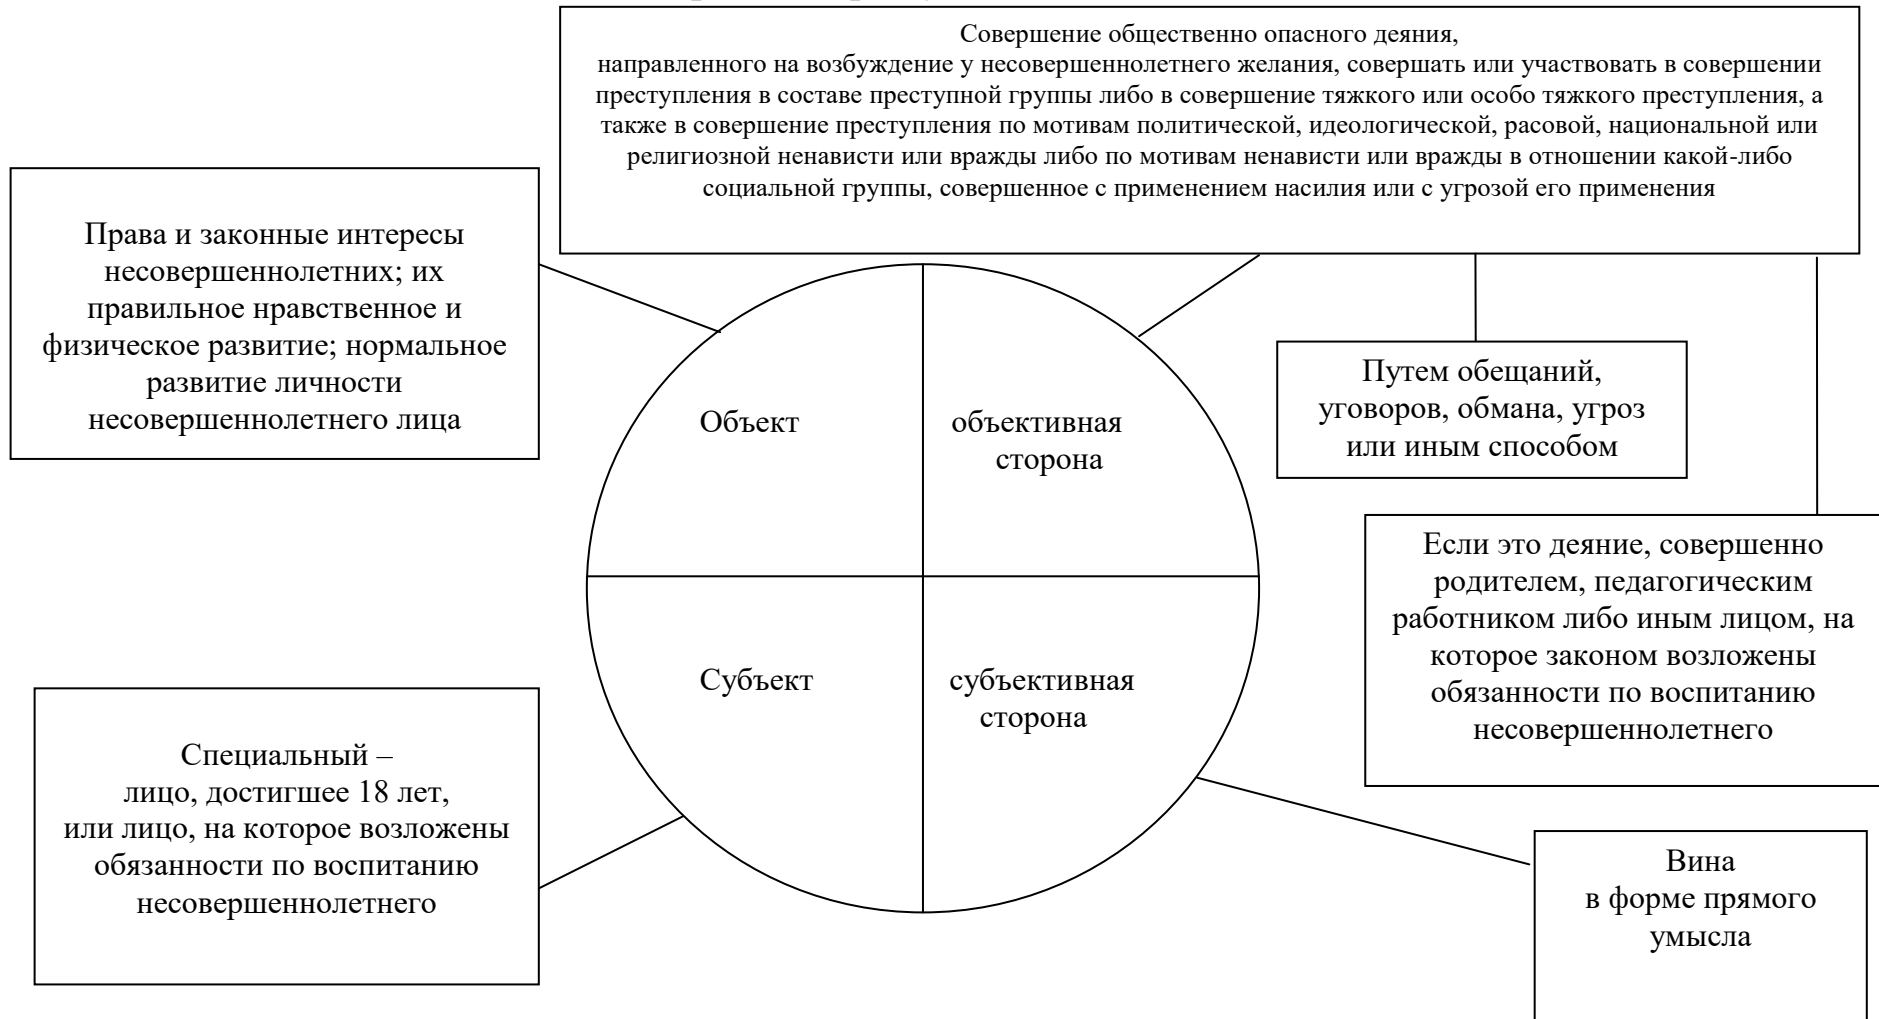 Совершение общественно опасного деяния,
направленного на возбуждение у несовершеннолетнего желания, совершать или участвовать в совершении
преступления в составе преступной группы либо в совершение тяжкого или особо тяжкого преступления, а
также в совершение преступления по мотивам политической, идеологической, расовой, национальной или
религиозной ненависти или вражды либо по мотивам ненависти или вражды в отношении какой-либо
социальной группы, совершенное с применением насилия или с угрозой его применения
Права и законные интересы
несовершеннолетних; их
правильное нравственное и
физическое развитие; нормальное
развитие личности
несовершеннолетнего лица
Объект
объективная
сторона
Путем обещаний,
уговоров, обмана, угроз
или иным способом
Если это деяние, совершенно
родителем, педагогическим
работником либо иным лицом, на
которое законом возложены
обязанности по воспитанию
несовершеннолетнего
Субъект
субъективная
сторона
Специальный –
лицо, достигшее 18 лет,
или лицо, на которое возложены
обязанности по воспитанию
несовершеннолетнего
Вина
в форме прямого
умысла